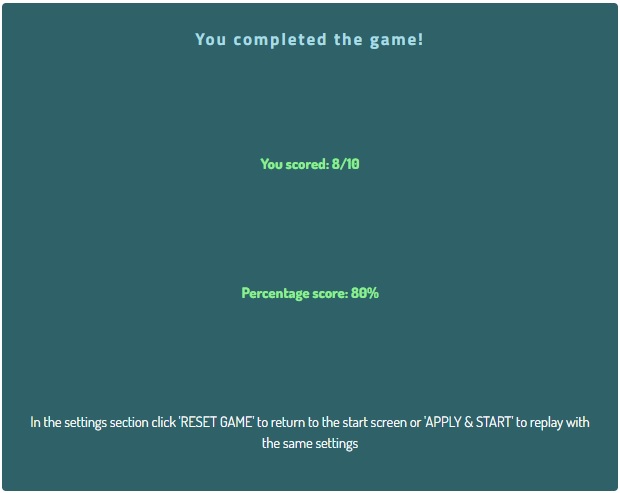 You completed the game!
You scored: 8/10
Percentage score: 80%
In the settings section click 'RESET GAME' to return to the start screen or 'APPLY & START' to replay with
the same settings